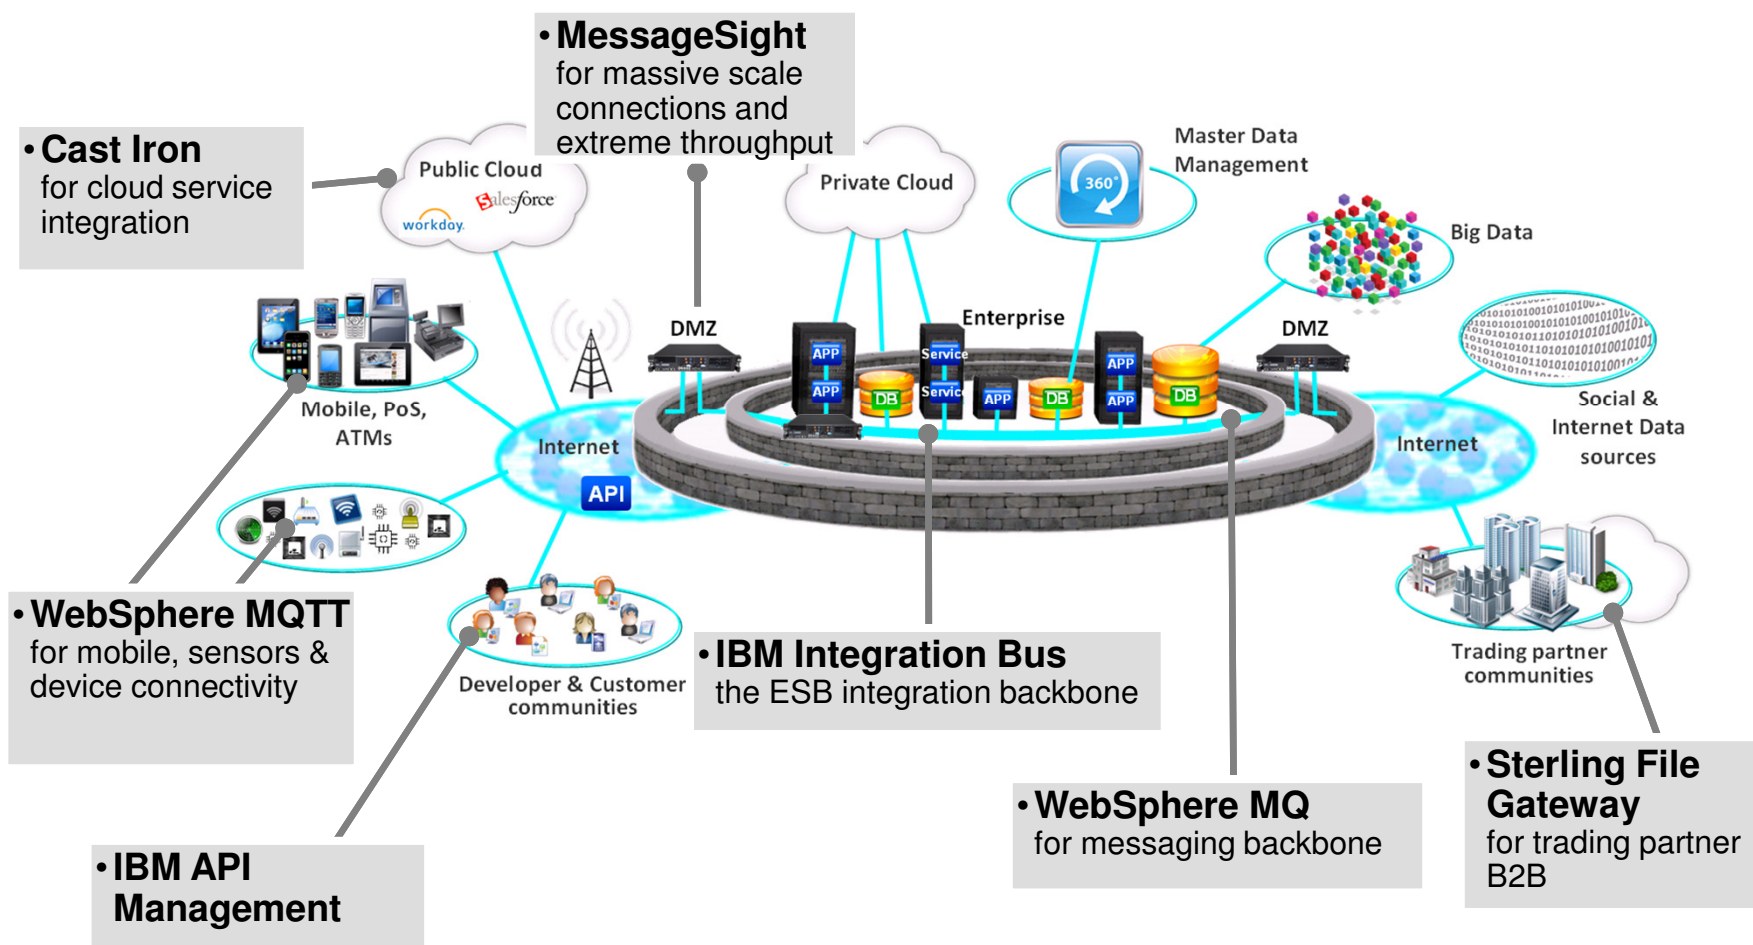 • MessageSight
for massive scale
connections and
extreme throughput
• Cast Iron
for cloud service
integration
Public Cloud
salesforce
workday.
Private Cloud
360°
Master Data
Management
Big Data
Mobile, PoS,
ATMs
DMZ
Enterprise
DMZ
APP
APP
DB
Service
Service
APP
DB
APP
APP
DB
Social &
Internet Data
sources
Internet
API
Internet
• WebSphere MQTT
for mobile, sensors &
device connectivity
Developer & Customer
communities
• IBM Integration Bus
the ESB integration backbone
Trading partner
communities
• WebSphere MQ
for messaging backbone
• Sterling File
Gateway
for trading partner
B2B
• IBM API
Management